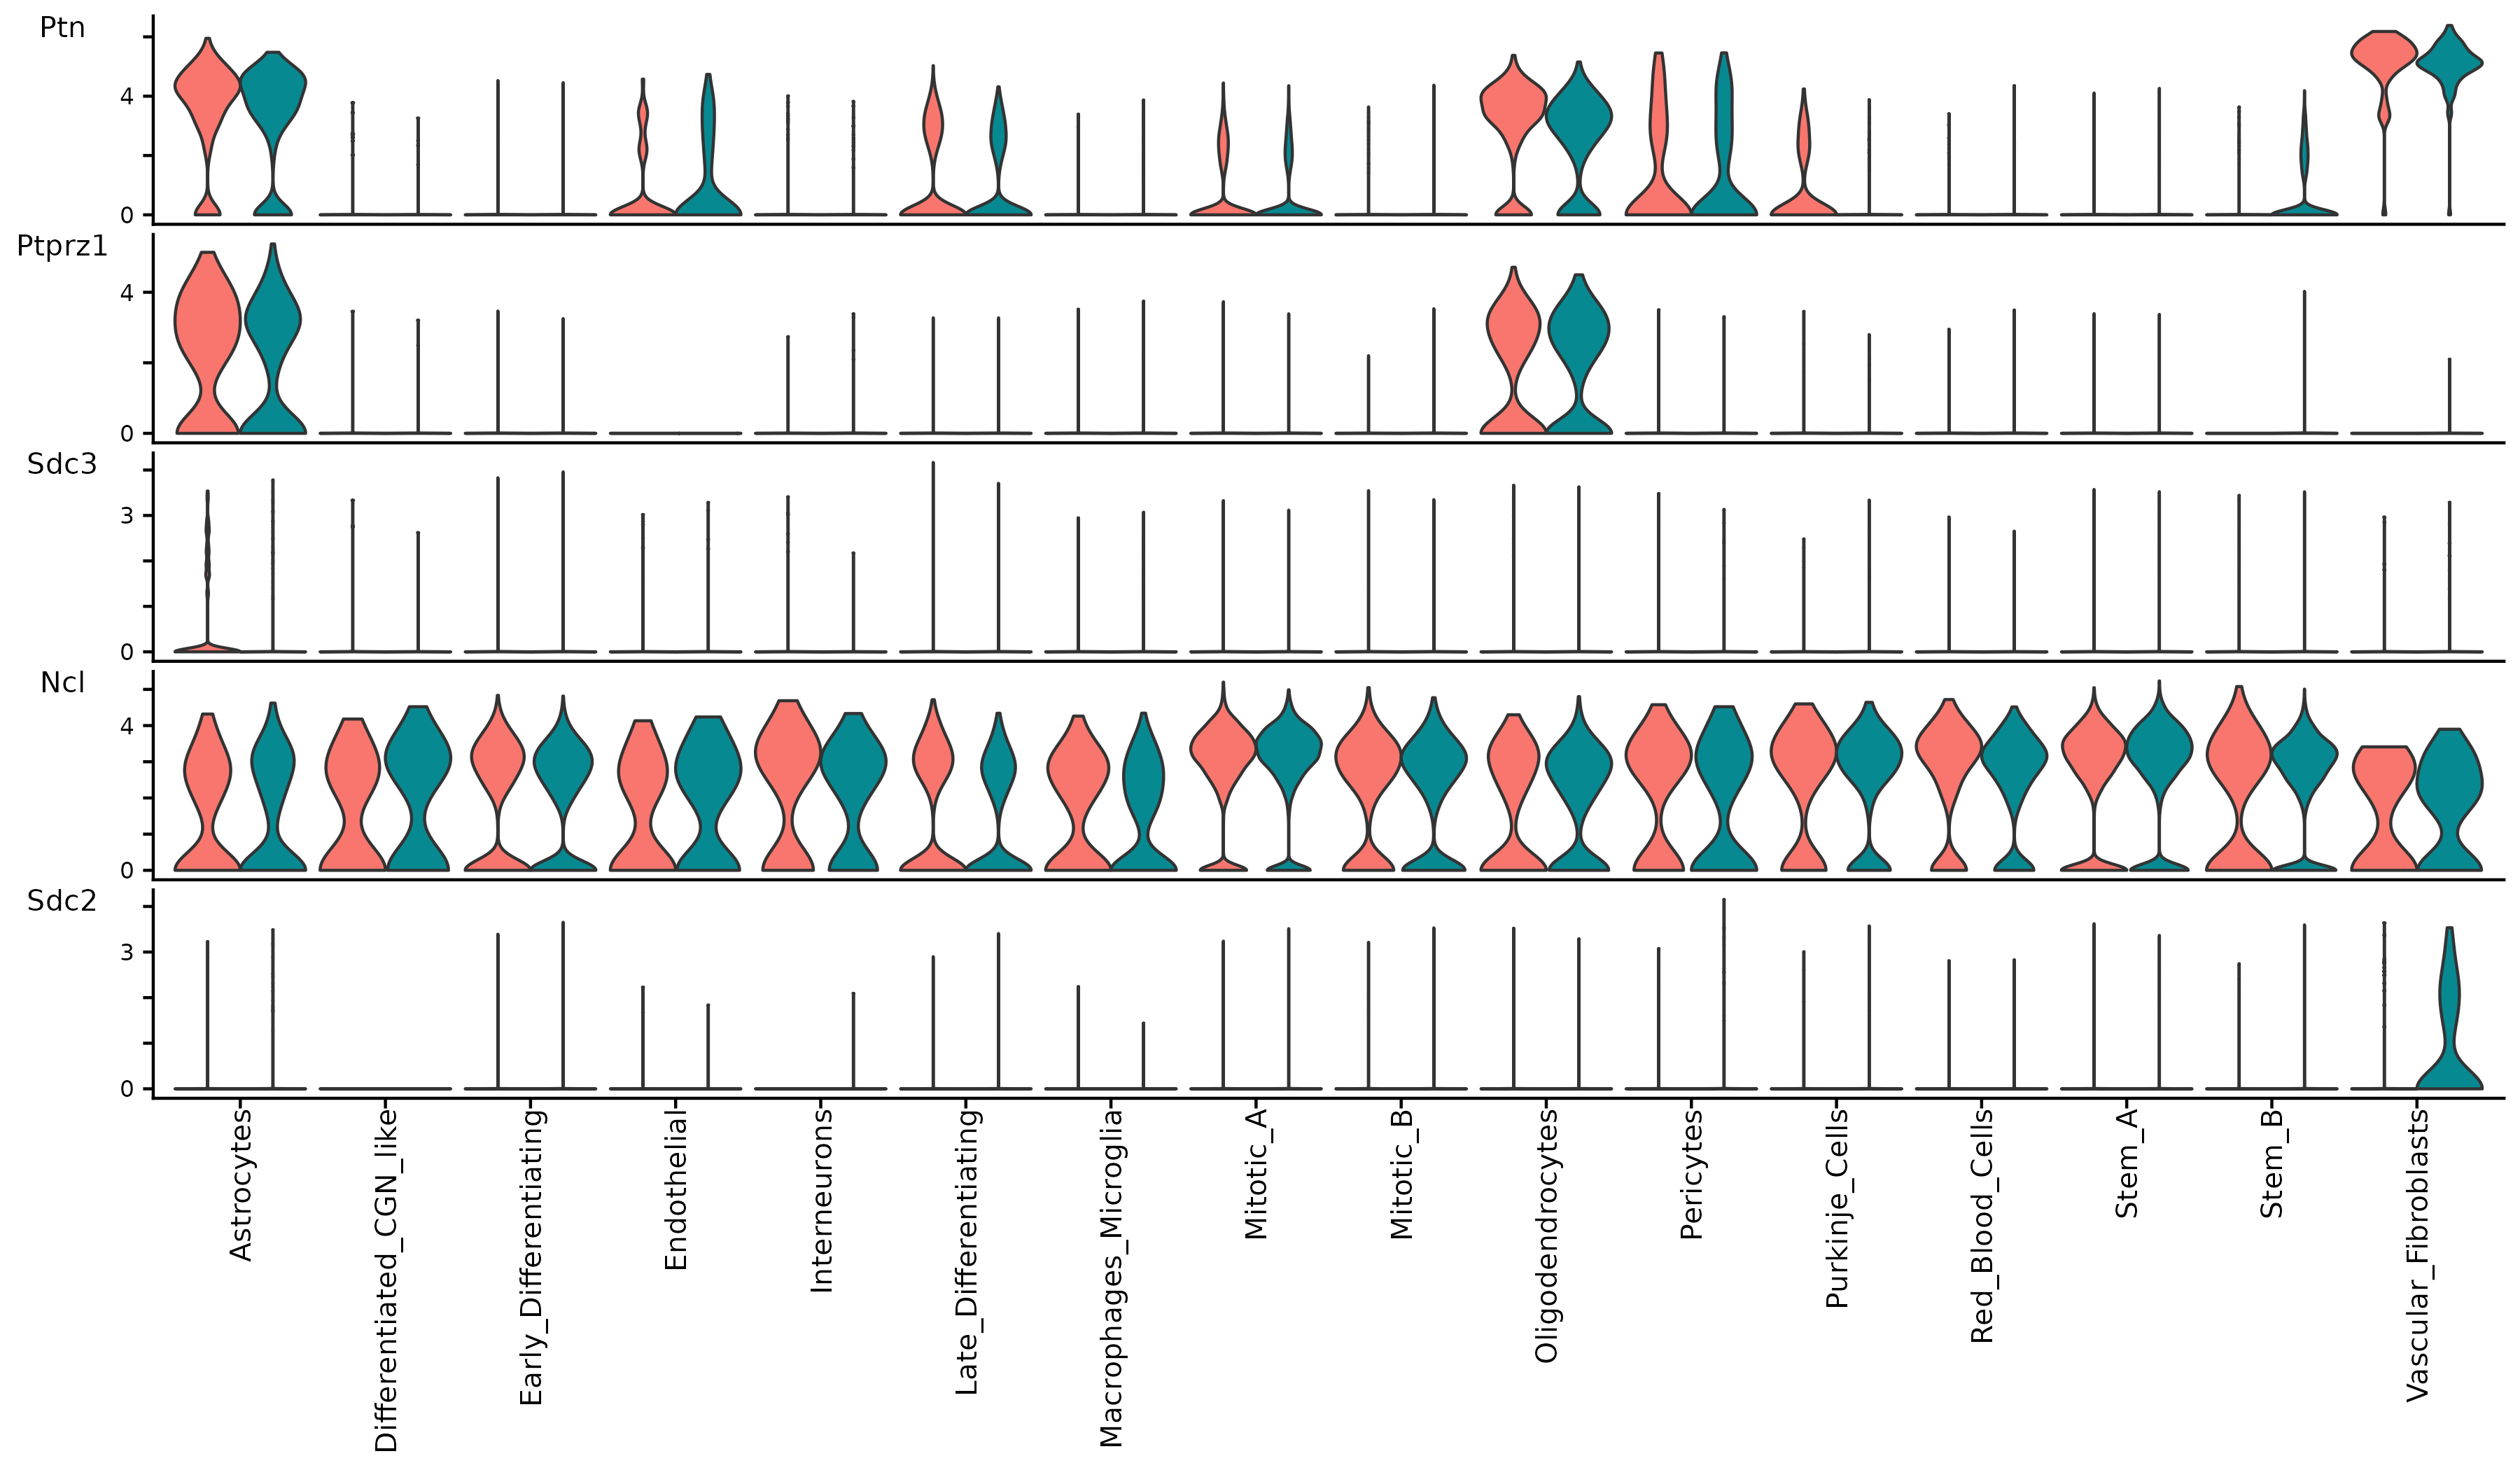 Ptn
4
0
Ptprz1
4
0
Sdc3
3
0
Ncl
4
0
Sdc2
3
0
Astrocytes
Differentiated_CGN_like
Early_Differentiating
Endothelial
Interneurons
Late_Differentiating
Macrophages_Microglia
Mitotic_A
Mitotic_B
Oligodendrocytes
Pericytes
Purkinje_Cells
Red_Blood_Cells
Stem_A
Stem_B
Vascular_Fibroblasts